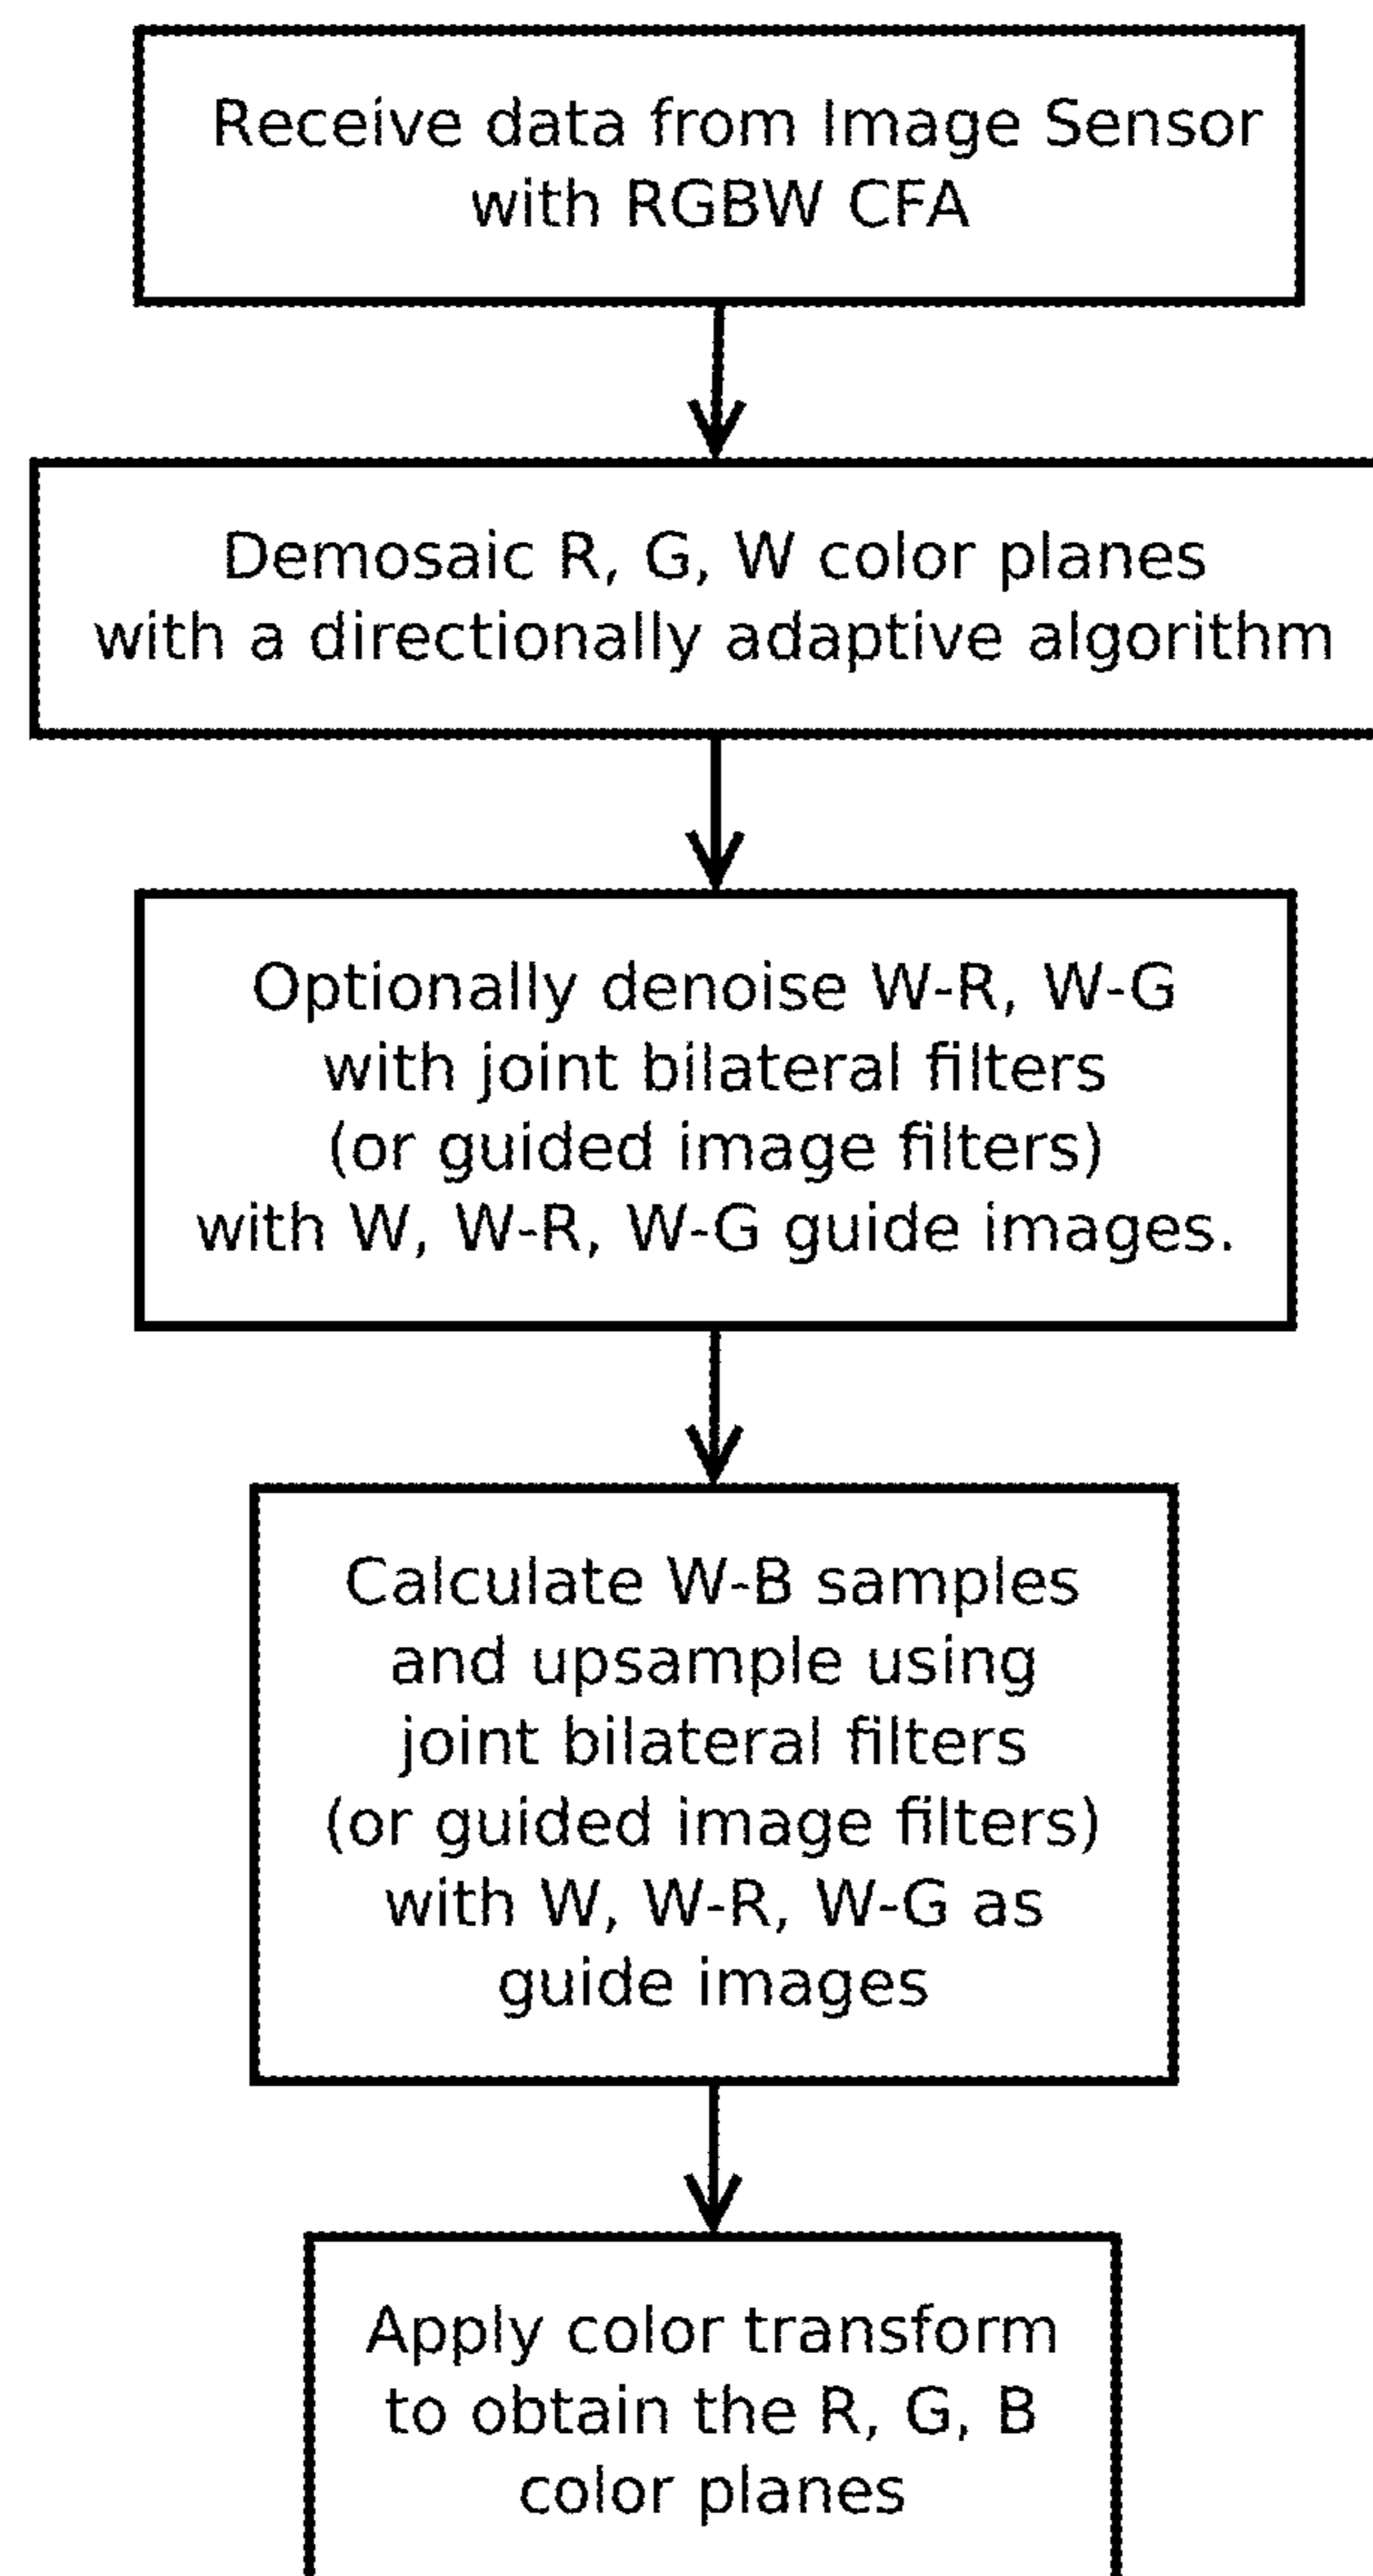 Receive data from Image Sensor
with RGBW CFA
Demosaic R, G, W color planes
with a directionally adaptive algorithm
Optionally denoise W-R, W-G
with joint bilateral filters
(or guided image filters)
with W, W-R, W-G guide images.
Calculate W-B samples
and upsample using
joint bilateral filters
(or guided image filters)
with W, W-R, W-G as
guide images
Apply color transform
to obtain the R, G, B
color planes